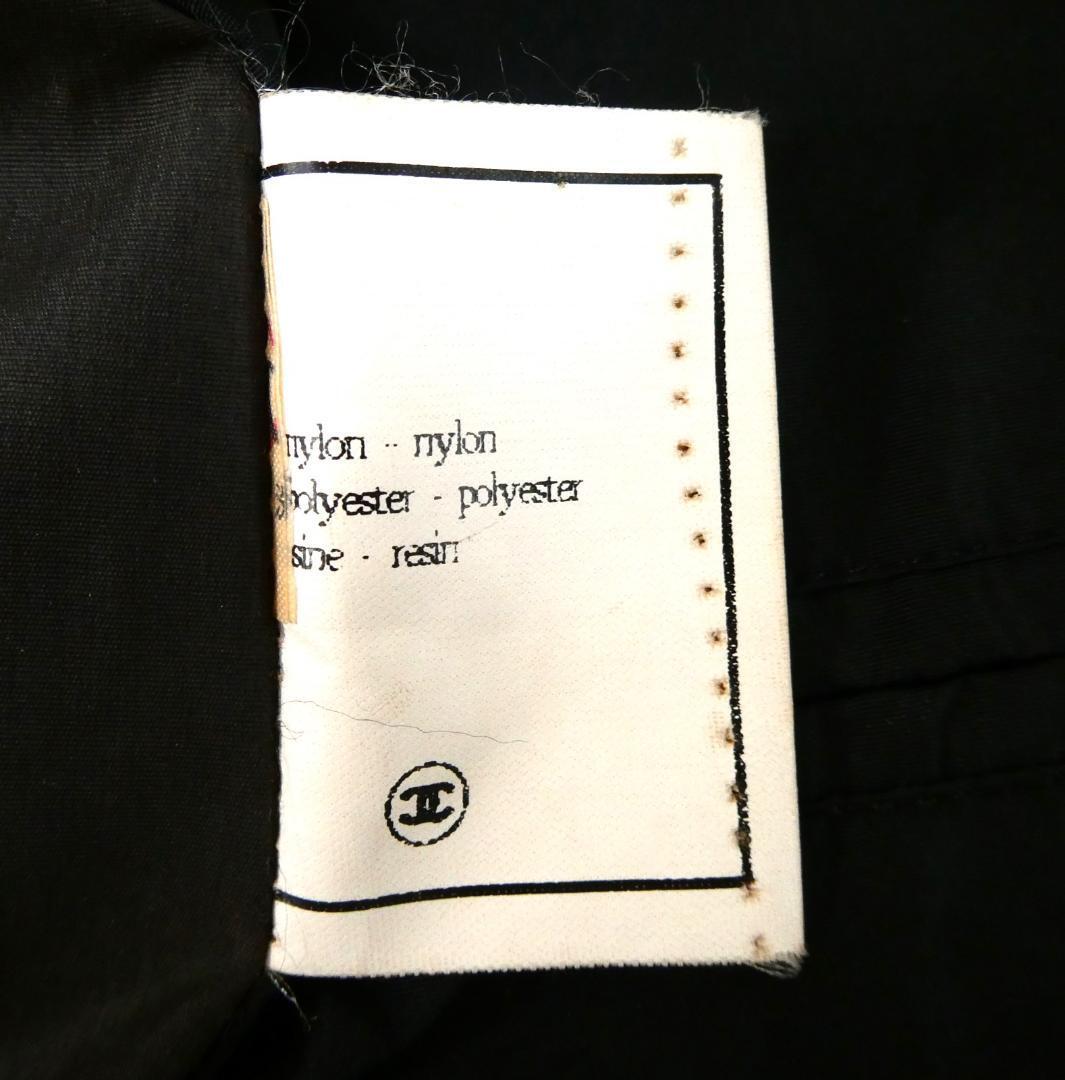 nylon - nylon
polyester - polyester
sine - resin